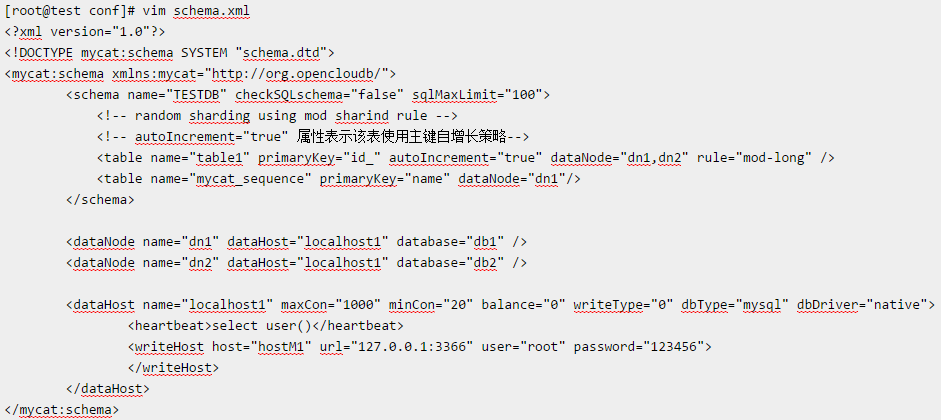 [root@test conf]# vim schema.xml
<?xml version="1.0"?>
<!DOCTYPE mycat:schema SYSTEM "schema.dtd">
<mycat:schema xmlns:mycat="http://org.opencloudb/">
        <schema name="TESTDB" checkSQLschema="false" sqlMaxLimit="100">
            <!-- random sharding using mod sharind rule -->
            <!-- autoIncrement="true" 属性表示该表使用主键自增长策略-->
            <table name="table1" primaryKey="id_" autoIncrement="true" dataNode="dn1,dn2" rule="mod-long" />
            <table name="mycat_sequence" primaryKey="name" dataNode="dn1"/>
        </schema>

        <dataNode name="dn1" dataHost="localhost1" database="db1" />
        <dataNode name="dn2" dataHost="localhost1" database="db2" />

        <dataHost name="localhost1" maxCon="1000" minCon="20" balance="0" writeType="0" dbType="mysql" dbDriver="native">
                <heartbeat>select user()</heartbeat>
                <writeHost host="hostM1" url="127.0.0.1:3366" user="root" password="123456">
                </writeHost>
        </dataHost>
</mycat:schema>